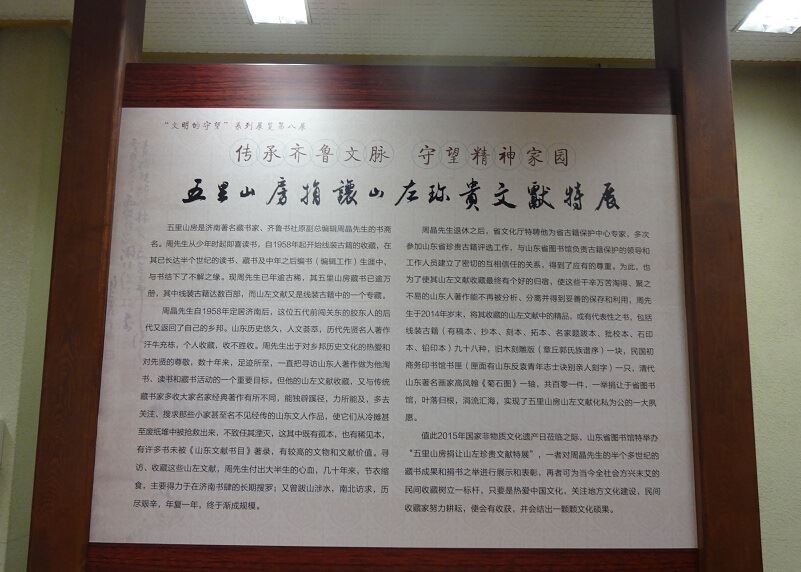 “文明的守望”系列展览第八展
传承齐鲁文脉 守望精神家园
五里山房捐讓山左珍貴文獻特展
五里山房是济南著名藏书家、齐鲁书社原副总编辑周晶先生的书斋
名。周先生从少年时起即喜读书，自1958年起开始线装古籍的收藏，在
其已长达半个世纪的读书、藏书及中年之后编书（编辑工作）生涯中，
与书结下了不解之缘。现周先生已年逾古稀，其五里山房藏书已逾万
册，其中线装古籍达数百部，而山左文献又是线装古籍中的一个专藏。
周晶先生自1958年定居济南后，这位五代前闯关东的胶东人的后
代又返回了自己的乡邦。山东历史悠久，人文荟萃，历代先贤名人著作
汗牛充栋，个人收藏，收不胜收。周先生出于对乡邦历史文化的热爱和
对先贤的尊敬，数十年来，足迹所至，一直把寻访山东人著作做为他淘
书、读书和藏书活动的一个重要目标。但他的山左文献收藏，又与传统
藏书家多收大家名家经典著作有所不同，能独辟蹊径，力所能及，多去
关注、搜求那些小家甚至名不见经传的山东文人作品，使它们从冷摊甚
至废纸堆中被抢救出来，不致任其湮灭，这其中既有孤本，也有稀见本，
有许多书未被《山东文献书目》著录，有较高的文物和文献价值。寻
访、收藏这些山左文献，周先生付出大半生的心血，几十年来，节衣缩
食，主要得力于在济南书肆的长期搜罗；又曾跋山涉水，南北访求，历
尽艰辛，年复一年，终于渐成规模。
周晶先生退休之后，省文化厅特聘他为省古籍保护中心专家，多次
参加山东省珍贵古籍评选工作，与山东省图书馆负责古籍保护的领导和
工作人员建立了密切的互相信任的关系，得到了应有的尊重。为此，也
为了使其山左文献收藏最终有个好的归宿，使这些千辛万苦淘得、聚之
不易的山东人著作能不再被分析、分离并得到妥善的保存和利用，周先
生于2014年岁末，将其收藏的山左文献中的精品，或有代表性之书，包括
线装古籍（有稿本、抄本、刻本、拓本、名家题跋本、批校本、石印
本、铅印本）九十八种，旧木刻雕版（章丘郭氏族谱序）一块，民国初
商务印书馆书匣（匣面有山东反袁青年志士诀别亲人刻字）一只，清代
山东著名画家高凤翰《菊石图》一轴，共百零一件，一举捐让于省图书
馆，叶落归根，涓流汇海，实现了五里山房山左文献化私为公的一大夙
愿。
值此2015年国家非物质文化遗产日莅临之际，山东省图书馆特举办
“五里山房捐让山左珍贵文献特展”，一者对周晶先生的半个多世纪的
藏书成果和捐书之举进行展示和表彰，再者可为当今全社会方兴未艾的
民间收藏树立一标杆，只要是热爱中国文化，关注地方文化建设，民间
收藏家努力耕耘，便会有收获，并会结出一颗颗文化硕果。